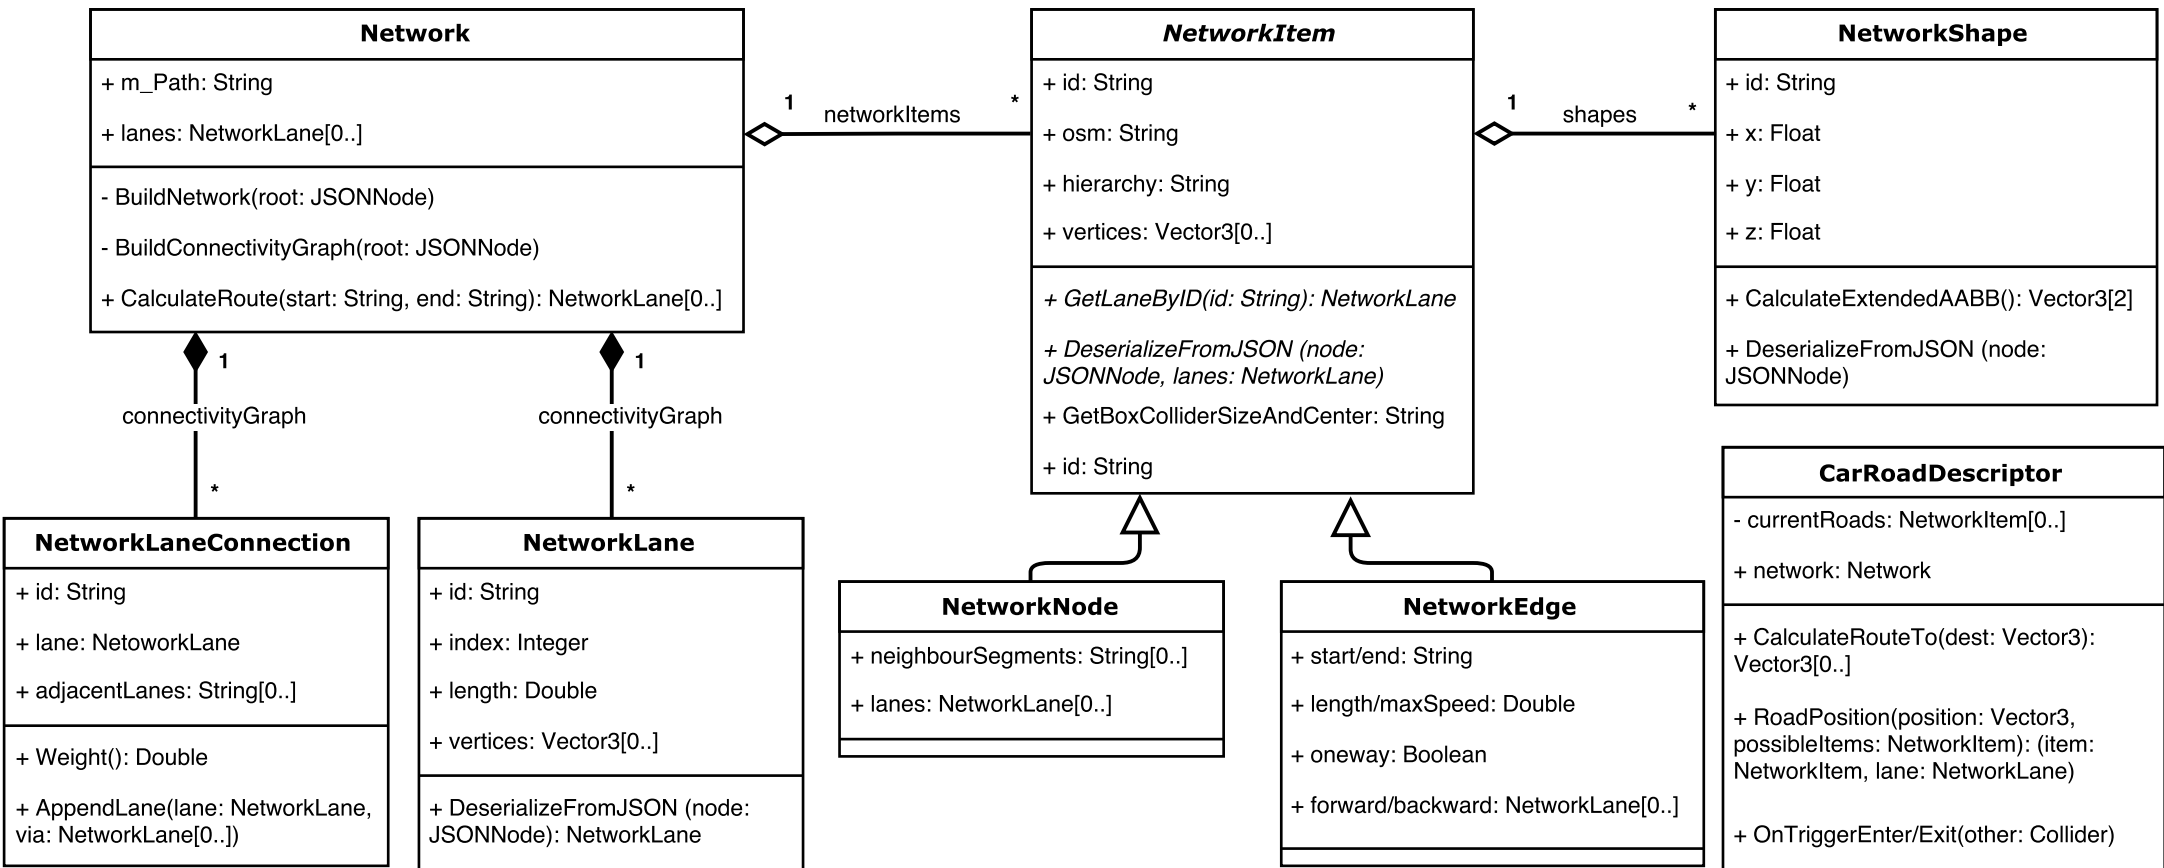 Network
+ m_Path: String
+ lanes: NetworkLane[0..]
- BuildNetwork(root: JSONNode)
- BuildConnectivityGraph(root: JSONNode)
+ CalculateRoute(start: String, end: String): NetworkLane[0..]
1
networkItems
*
NetworkItem
+ id: String
+ osm: String
+ hierarchy: String
+ vertices: Vector3[0..]
+ GetLaneByID(id: String): NetworkLane
+ DeserializeFromJSON (node:
JSONNode, lanes: NetworkLane)
+ GetBoxColliderSizeAndCenter: String
+ id: String
1
shapes
*
NetworkShape
+ id: String
+ x: Float
+ y: Float
+ z: Float
+ CalculateExtendedAABB(): Vector3[2]
+ DeserializeFromJSON (node:
JSONNode)
1
connectivityGraph
*
1
connectivityGraph
*
NetworkLaneConnection
+ id: String
+ lane: NetoworkLane
+ adjacentLanes: String[0..]
+ Weight(): Double
+ AppendLane(lane: NetworkLane,
via: NetworkLane[0..])
NetworkLane
+ id: String
+ index: Integer
+ length: Double
+ vertices: Vector3[0..]
+ DeserializeFromJSON (node:
JSONNode): NetworkLane
NetworkNode
+ neighbourSegments: String[0..]
+ lanes: NetworkLane[0..]
NetworkEdge
+ start/end: String
+ length/maxSpeed: Double
+ oneway: Boolean
+ forward/backward: NetworkLane[0..]
CarRoadDescriptor
- currentRoads: NetworkItem[0..]
+ network: Network
+ CalculateRouteTo(dest: Vector3):
Vector3[0..]
+ RoadPosition(position: Vector3,
possibleItems: NetworkItem): (item:
NetworkItem, lane: NetworkLane)
+ OnTriggerEnter/Exit(other: Collider)